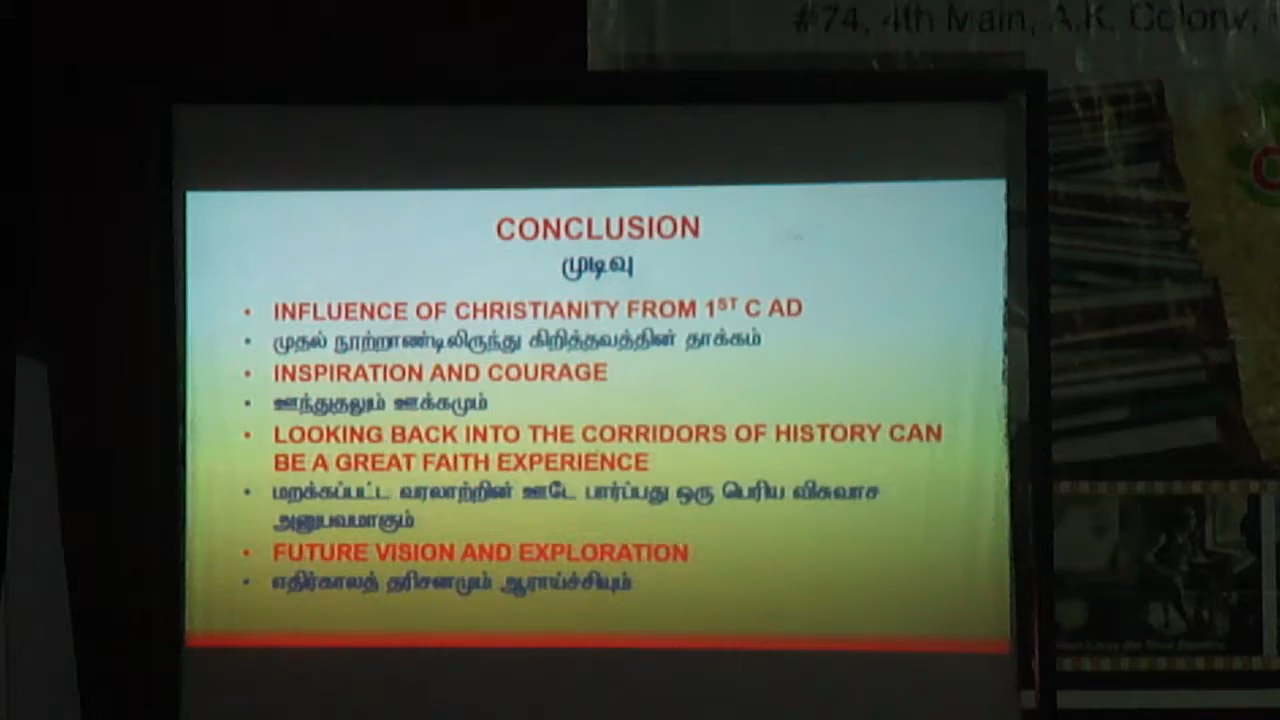 #74, 4th Main, A.K. Colony,
CONCLUSION
முடிவு
• INFLUENCE OF CHRISTIANITY FROM 1ST C AD
• முதல் நூற்றாண்டிலிருந்து கிறித்தவத்தின் தாக்கம்
• INSPIRATION AND COURAGE
• ஊந்துதலும் ஊக்கமும்
• LOOKING BACK INTO THE CORRIDORS OF HISTORY CAN
BE A GREAT FAITH EXPERIENCE
• மறக்கப்பட்ட வரலாற்றின் ஊடே பார்ப்பது ஒரு பெரிய விசுவாச
அனுபவமாகும்
• FUTURE VISION AND EXPLORATION
• எதிர்காலத் தரிசனமும் ஆராய்ச்சியும்